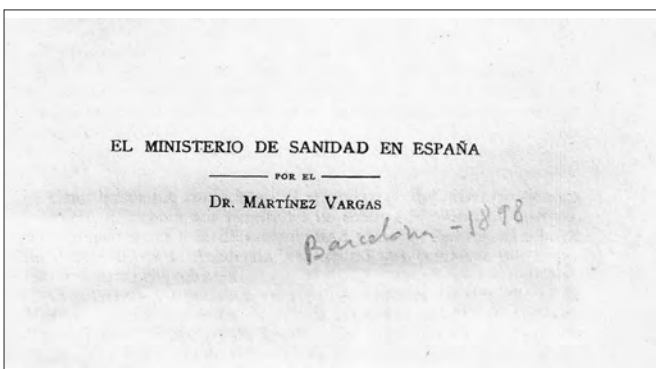 EL MINISTERIO DE SANIDAD EN ESPAÑA
POR EL
DR. MARTÍNEZ VARGAS
Barcelona - 1898